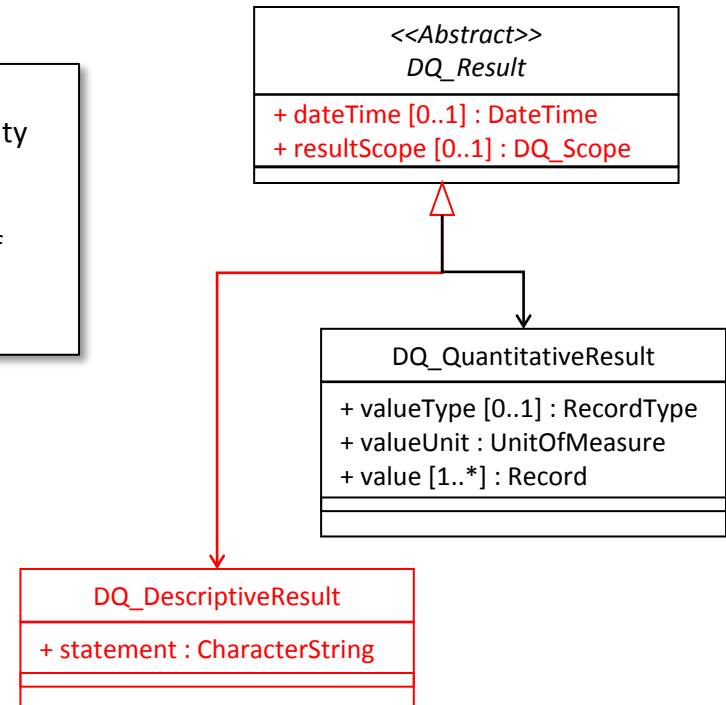 <<Abstract>>
DQ_Result
+ dateTime [0..1] : DateTime
+ resultScope [0..1] : DQ_Scope
DQ_QuantitativeResult
+ valueType [0..1] : RecordType
+ valueUnit : UnitOfMeasure
+ value [1..*] : Record
DQ_DescriptiveResult
+ statement : CharacterString